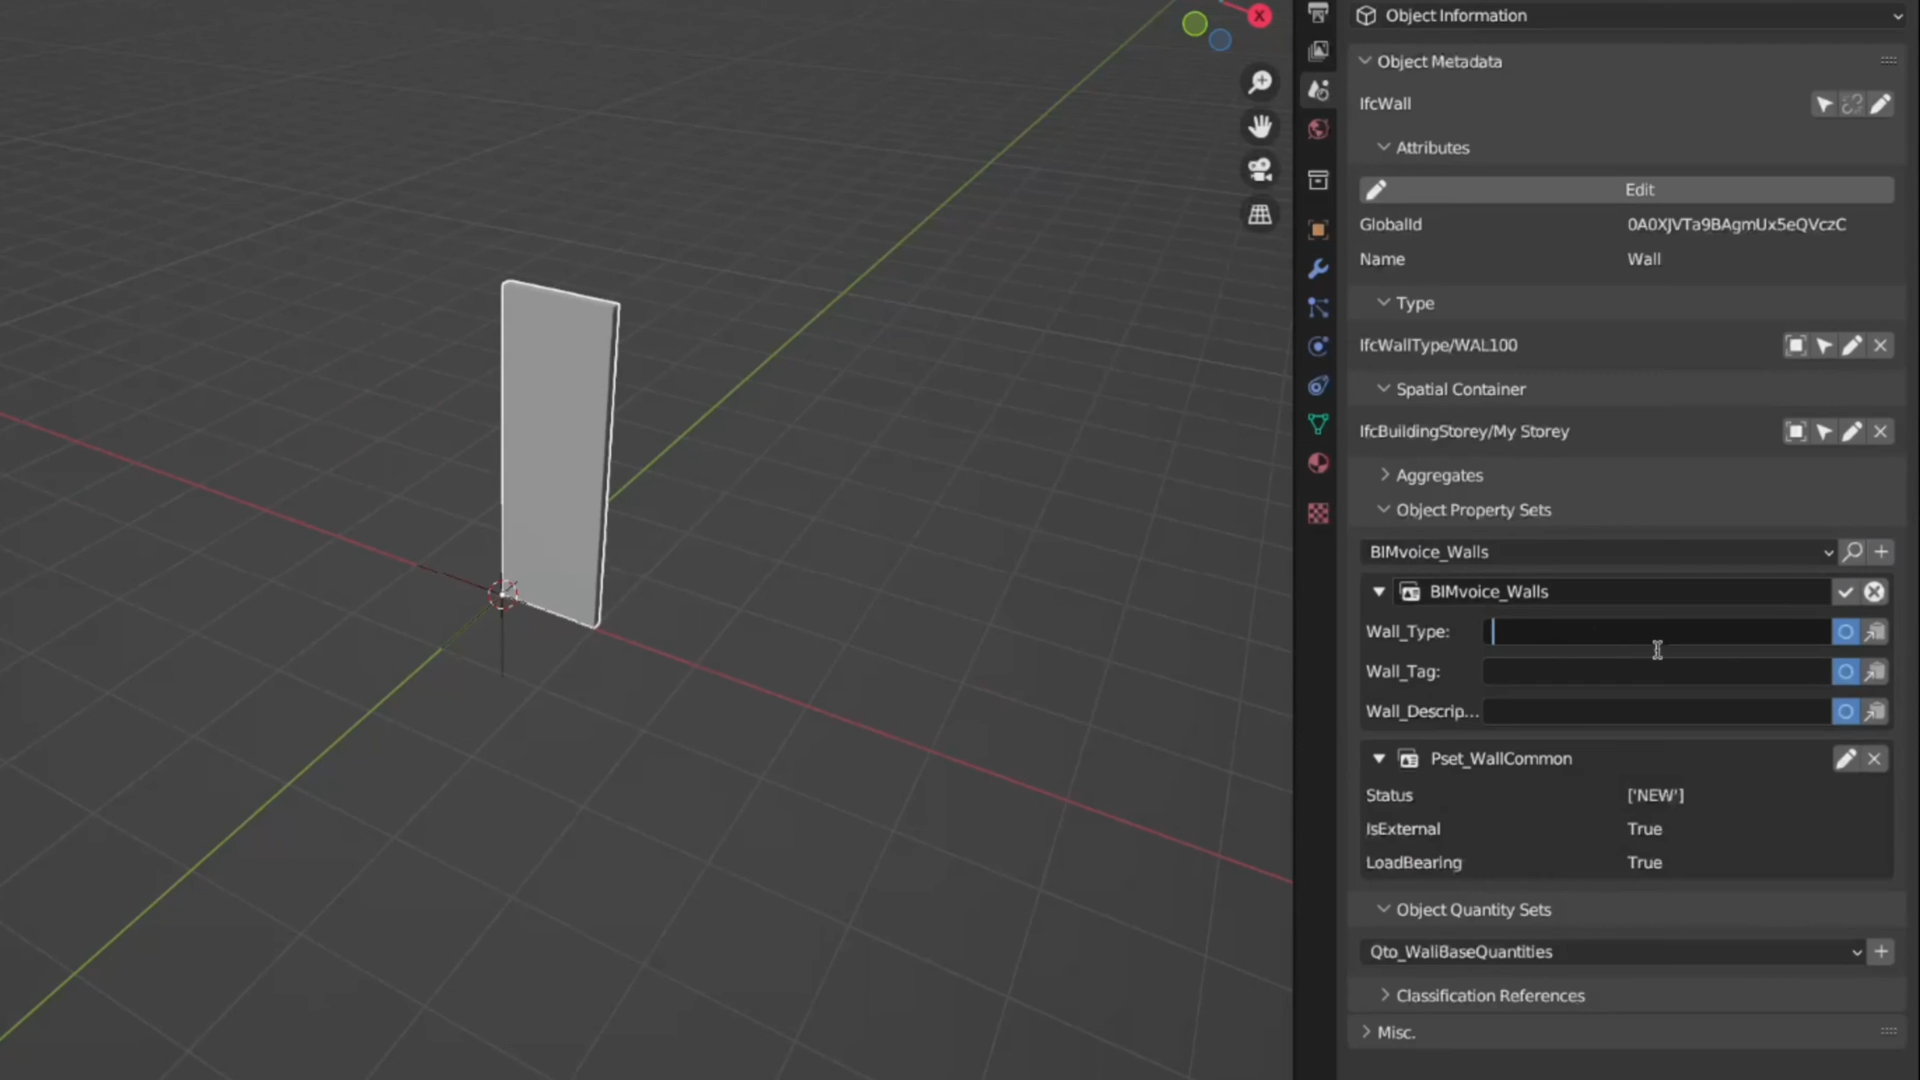 X
Object Information
Object Metadata
IfcWall
Attributes
Edit
GlobalId 0A0XJVTa9BAgmUx5eQVczC
Name Wall
Type
IfcWallType/WAL100
Spatial Container
IfcBuildingStorey/My Storey
Aggregates
Object Property Sets
BIMvoice_Walls
BIMvoice_Walls
Wall_Type:
Wall_Tag:
Wall_Descrip...
Pset_WallCommon
Status ['NEW']
IsExternal True
LoadBearing True
Object Quantity Sets
Qto_WallBaseQuantities
Classification References
Misc.